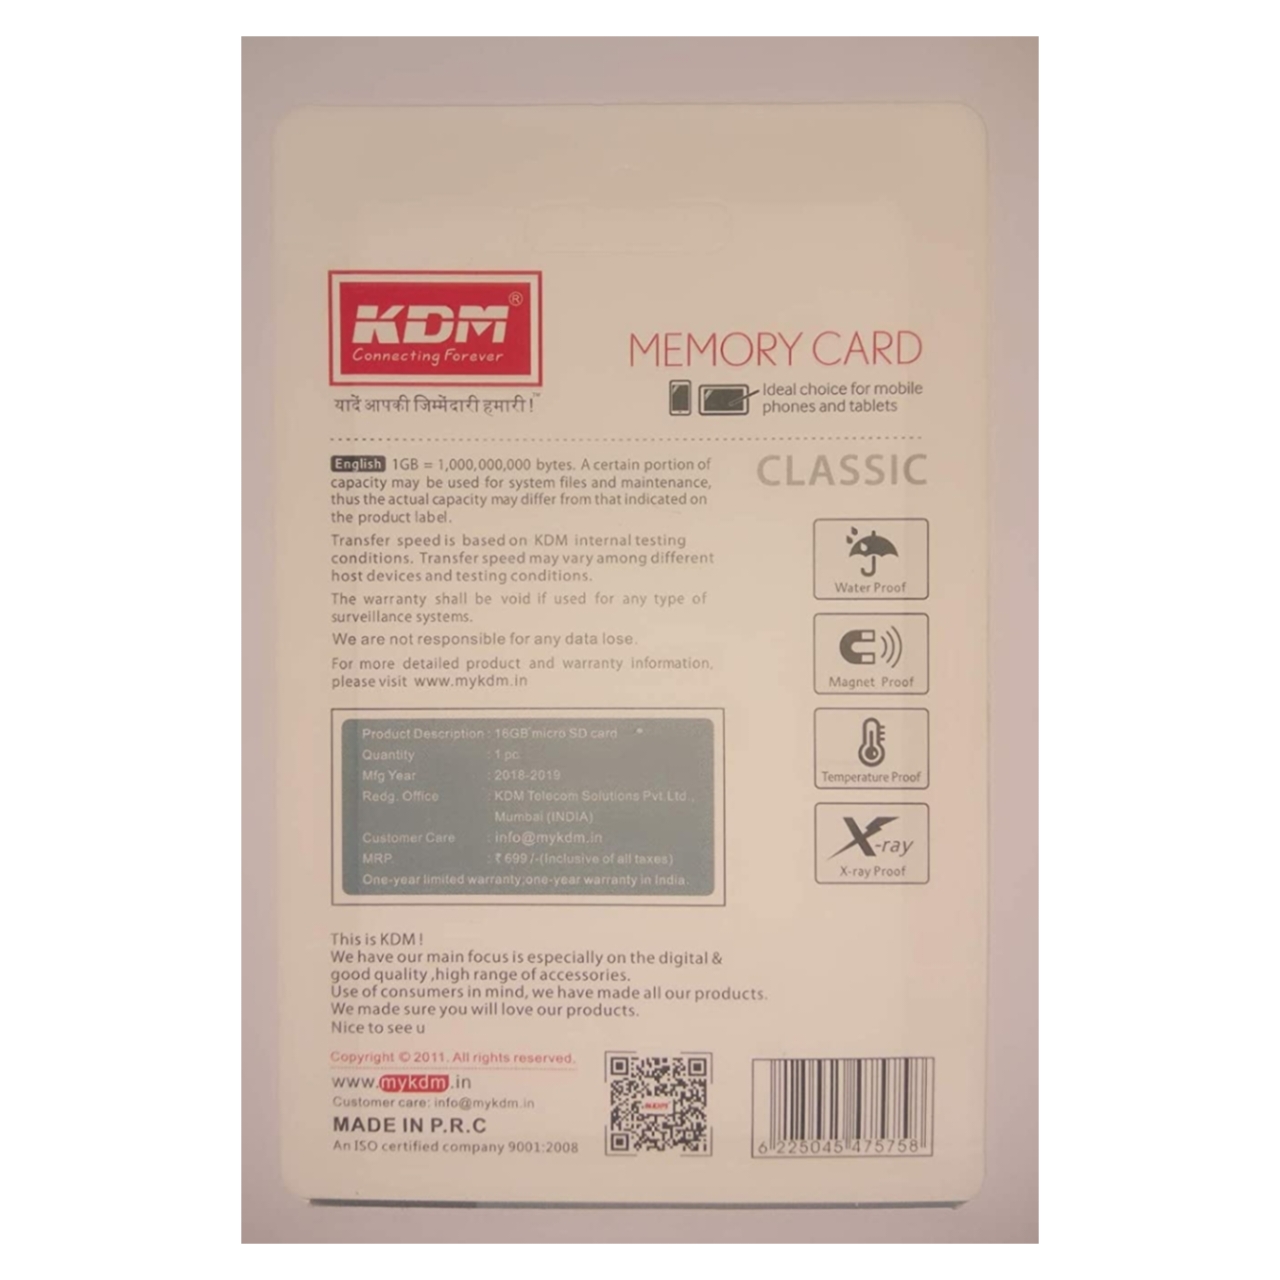 KDM®
Connecting Forever
यादें आपकी जिम्मेंदारी हमारी !™
MEMORY CARD
Ideal choice for mobile
phones and tablets
CLASSIC
English 1GB = 1,000,000,000 bytes. A certain portion of
capacity may be used for system files and maintenance,
thus the actual capacity may differ from that indicated on
the product label.
Transfer speed is based on KDM internal testing
conditions. Transfer speed may vary among different
host devices and testing conditions.
The warranty shall be void if used for any type of
surveillance systems.
We are not responsible for any data lose.
For more detailed product and warranty information,
please visit www.mykdm.in
Water Proof
Magnet Proof
Temperature Proof
X-ray
X-ray Proof
Product Description : 16GB micro SD card
Quantity : 1 pc
Mfg Year : 2018-2019
Redg. Office : KDM Telecom Solutions Pvt.Ltd.,
Mumbai (INDIA)
Customer Care : info@mykdm.in
MRP : ₹ 699/-(Inclusive of all taxes)
One-year limited warranty;one-year warranty in India.
This is KDM !
We have our main focus is especially on the digital &
good quality ,high range of accessories.
Use of consumers in mind, we have made all our products.
We made sure you will love our products.
Nice to see u
Copyright © 2011. All rights reserved.
www.mykdm.in
Customer care: info@mykdm.in
MADE IN P.R.C
An ISO certified company 9001:2008
KDM
6 225045 475758